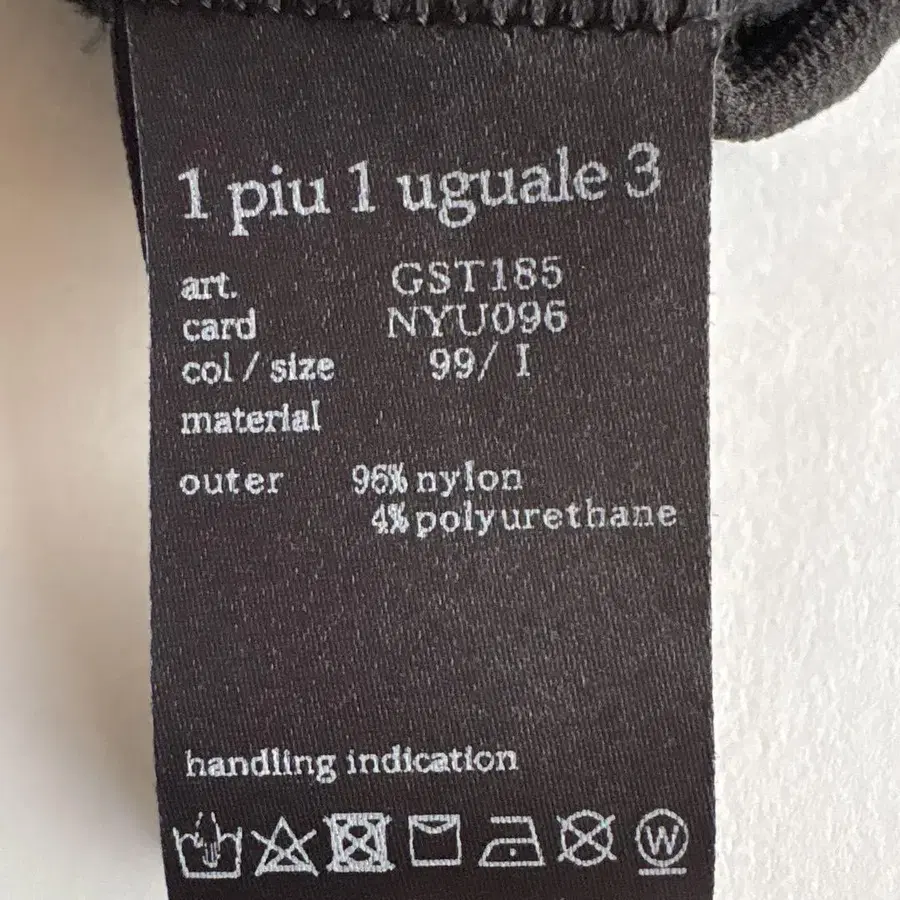 1 piu 1 uguale 3
art. GST185
card NYU096
col / size 99/ I
material
outer 96% nylon
4% polyurethane
handling indication
W